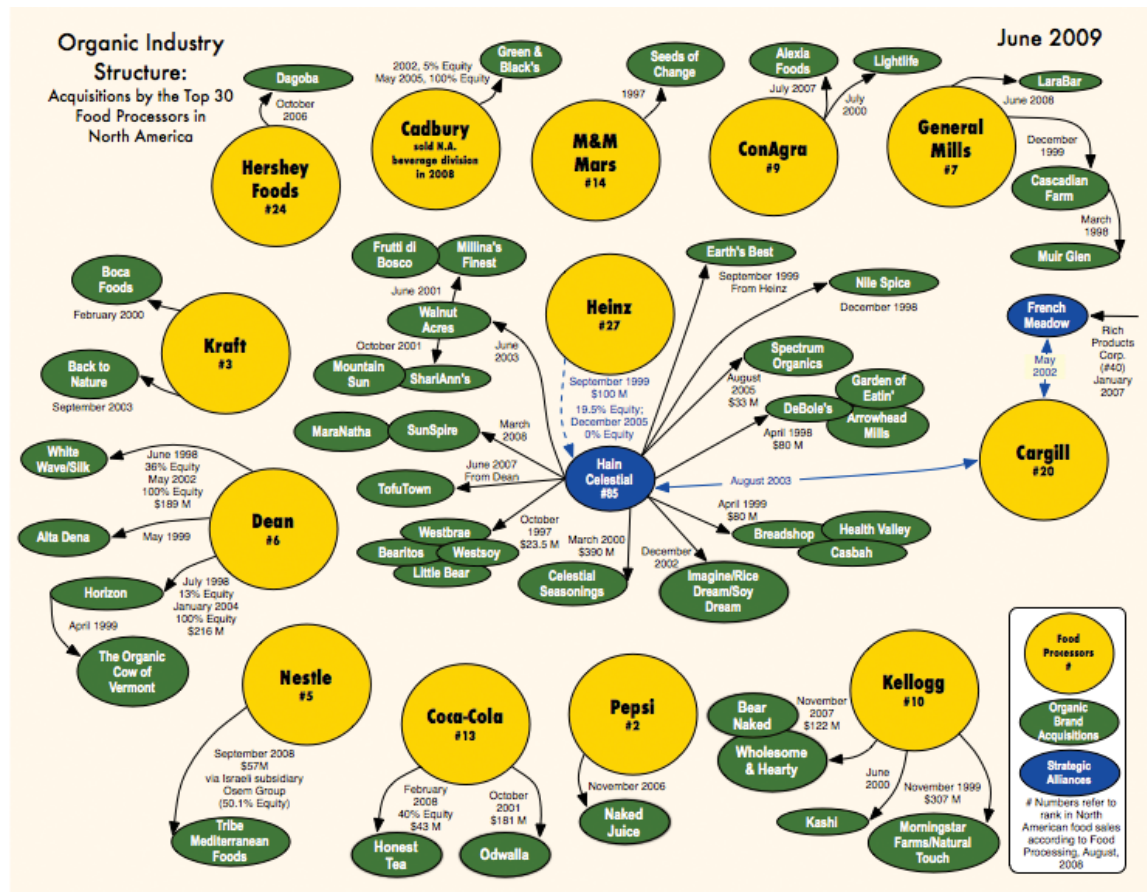 Organic Industry
Structure:
Acquisitions by the Top 30
Food Processors in
North America
June 2009
Dagoba
October
2006
Hershey
Foods
#24
2002, 5% Equity
May 2005, 100% Equity
Green &
Black's
Cadbury
sold N.A.
beverage division
in 2008
Seeds of
Change
1997
M&M
Mars
#14
Alexia
Foods
July 2007
Lightlife
July
2000
ConAgra
#9
LaraBar
June 2008
General
Mills
#7
December
1999
Cascadian
Farm
March
1998
Muir Glen
Boca
Foods
February 2000
Kraft
#3
Back to
Nature
September 2003
Frutti di
Bosco
Millina's
Finest
June 2001
Walnut
Acres
October 2001
Mountain
Sun
ShariAnn's
June
2003
Heinz
#27
September 1999
$100 M
19.5% Equity;
December 2005
0% Equity
Earth's Best
September 1999
From Heinz
Nile Spice
December 1998
Spectrum
Organics
August
2005
$33 M
Garden of
Eatin'
DeBole's
Arrowhead
Mills
April 1998
$80 M
French
Meadow
Rich
Products
Corp.
(#40)
January
2007
May
2002
Cargill
#20
August 2003
Hain
Celestial
#85
MaraNatha
SunSpire
March
2008
TofuTown
June 2007
From Dean
Westbrae
Bearitos
Westsoy
Little Bear
October
1997
$23.5 M
March 2000
$390 M
Celestial
Seasonings
December
2002
Imagine/Rice
Dream/Soy
Dream
April 1999
$80 M
Breadshop
Health Valley
Casbah
White
Wave/Silk
June 1998
36% Equity
May 2002
100% Equity
$189 M
Dean
#6
Alta Dena
May 1999
Horizon
July 1998
13% Equity
January 2004
100% Equity
$216 M
April 1999
The Organic
Cow of
Vermont
Nestle
#5
September 2008
$57M
via Israeli subsidiary
Osem Group
(50.1% Equity)
Tribe
Mediterranean
Foods
Coca-Cola
#13
February
2008
40% Equity
$43 M
Honest
Tea
October
2001
$181 M
Odwalla
Pepsi
#2
November 2006
Naked
Juice
Kellogg
#10
Bear
Naked
Wholesome
& Hearty
November
2007
$122 M
June
2000
Kashi
November 1999
$307 M
Morningstar
Farms/Natural
Touch
Food
Processors
#
Organic
Brand
Acquisitions
Strategic
Alliances
# Numbers refer to
rank in North
American food sales
according to Food
Processing, August,
2008